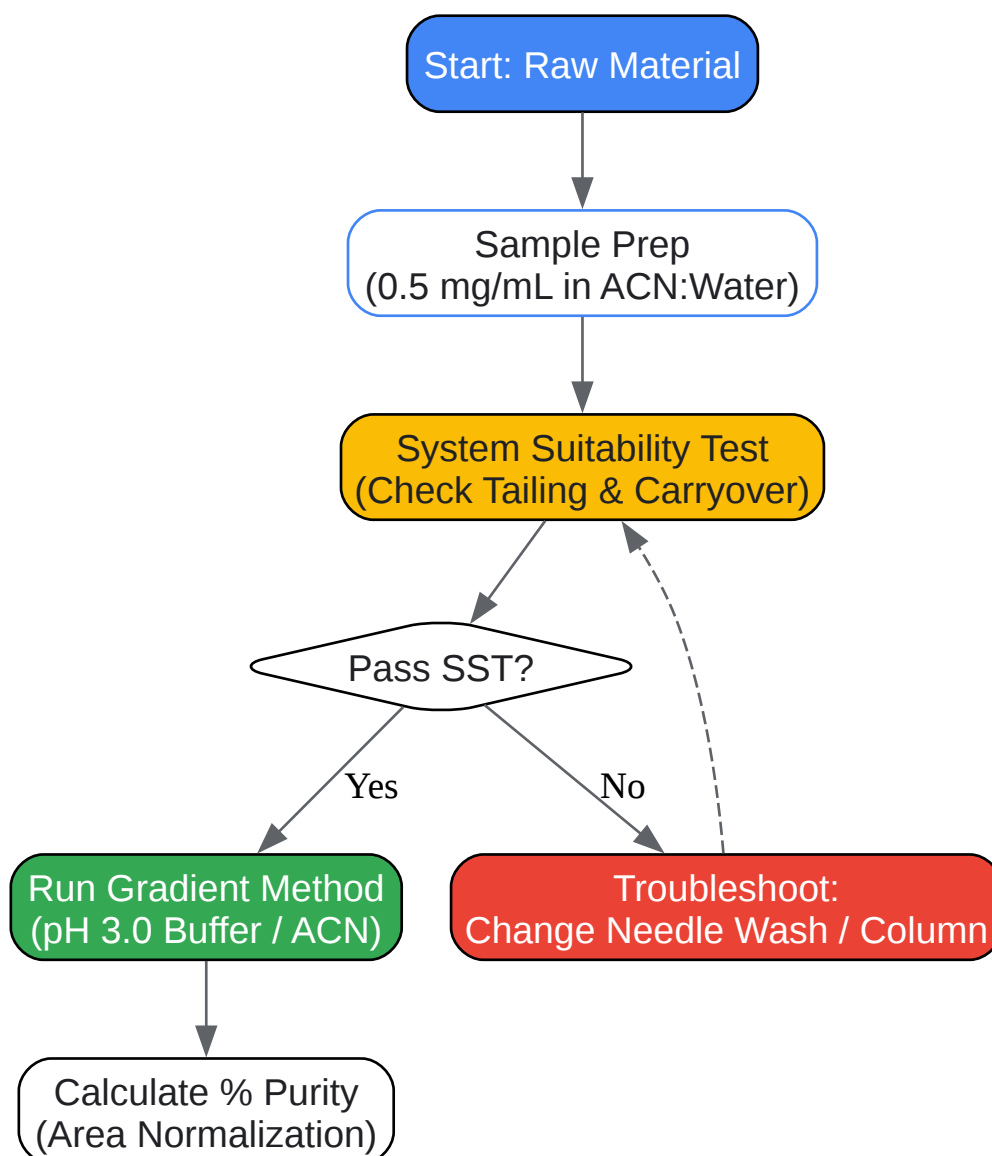 Start: Raw Material
Sample Prep
(0.5 mg/mL in ACN:Water)
System Suitability Test
(Check Tailing & Carryover)
Pass SST?
Yes
No
Run Gradient Method
(pH 3.0 Buffer / ACN)
Troubleshoot:
Change Needle Wash / Column
Calculate % Purity
(Area Normalization)